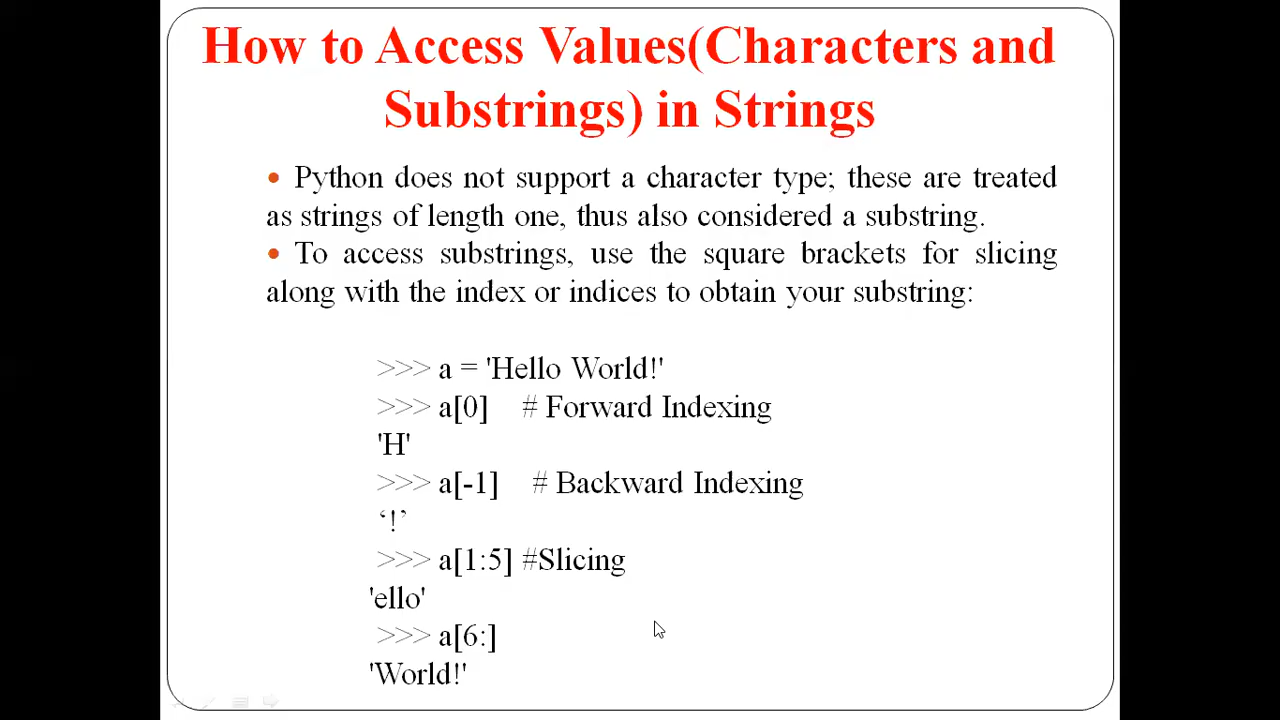 How to Access Values(Characters and
Substrings) in Strings
• Python does not support a character type; these are treated
as strings of length one, thus also considered a substring.
• To access substrings, use the square brackets for slicing
along with the index or indices to obtain your substring:
>>> a = 'Hello World!'
>>> a[0] # Forward Indexing
'H'
>>> a[-1] # Backward Indexing
‘!’
>>> a[1:5] #Slicing
'ello'
>>> a[6:]
'World!'